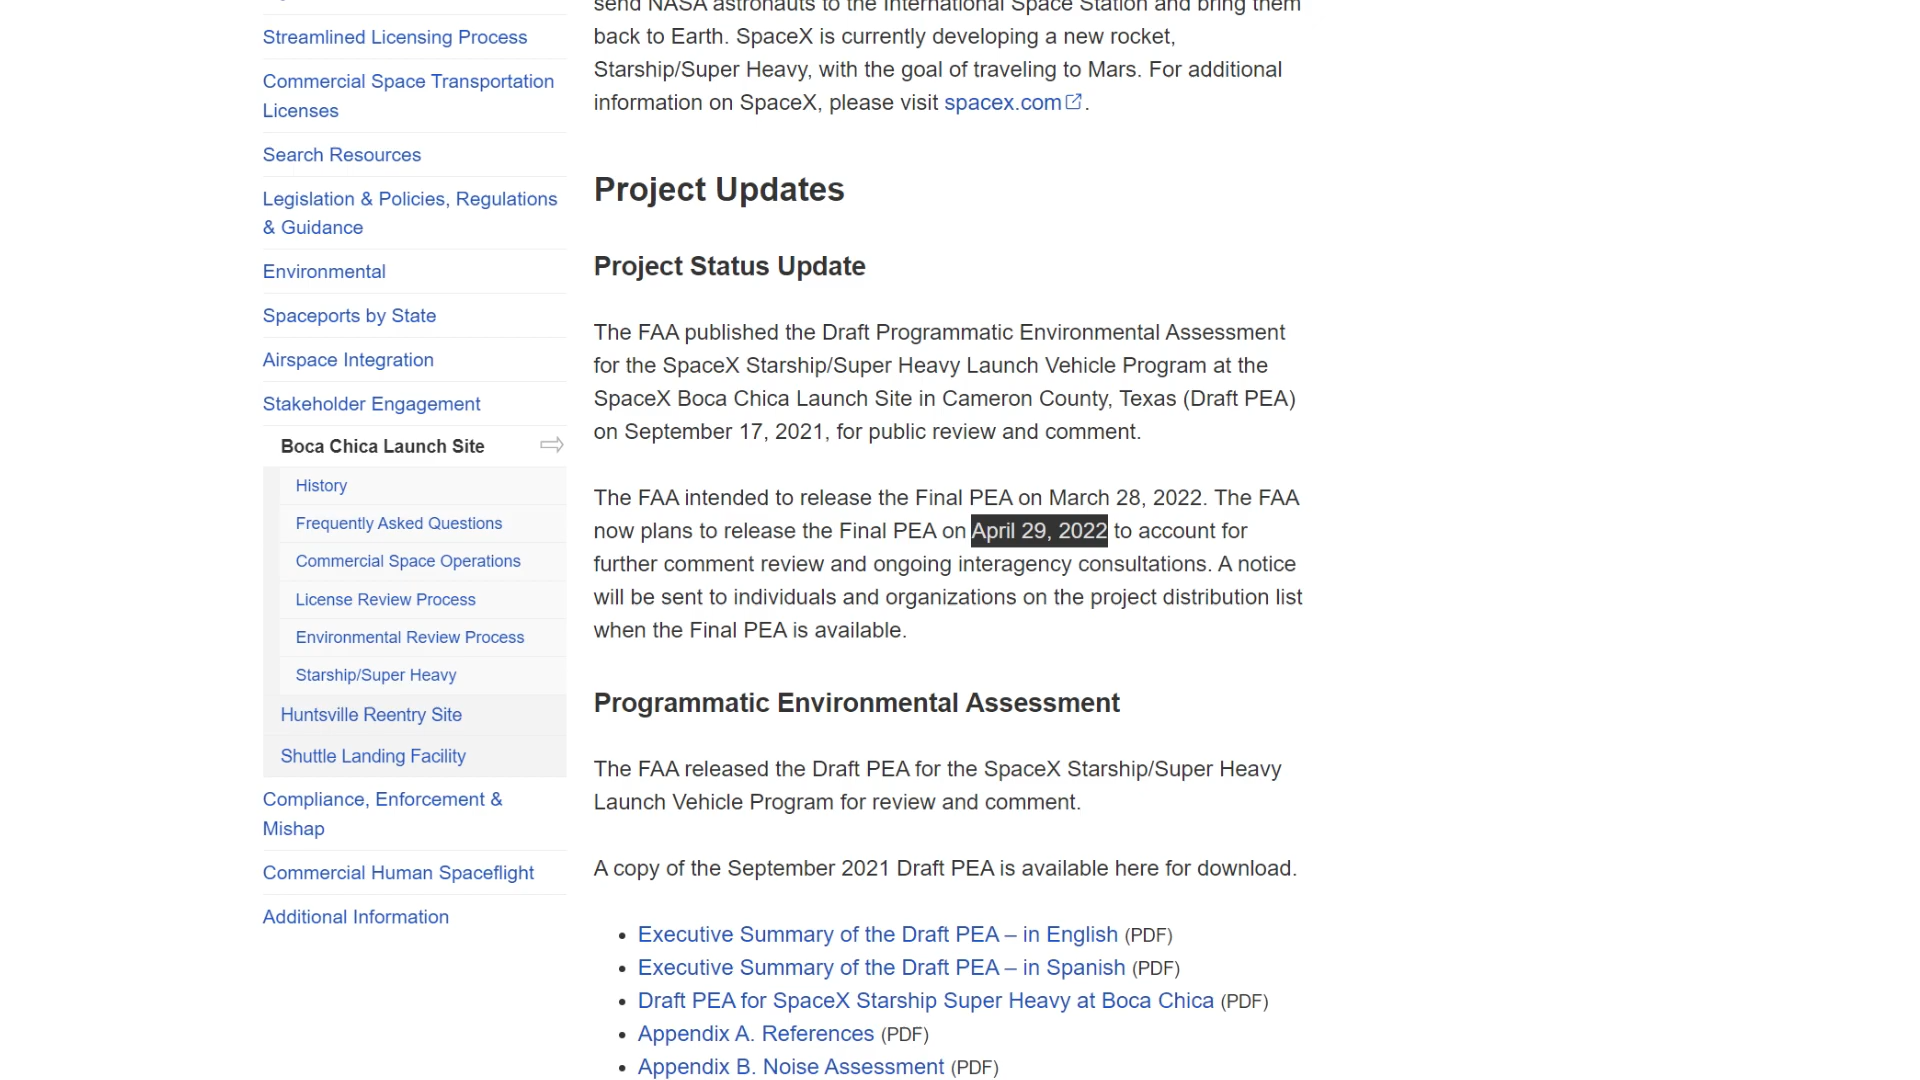 Streamlined Licensing Process
Commercial Space Transportation
Licenses
Search Resources
Legislation & Policies, Regulations
& Guidance
Environmental
Spaceports by State
Airspace Integration
Stakeholder Engagement
Boca Chica Launch Site
History
Frequently Asked Questions
Commercial Space Operations
License Review Process
Environmental Review Process
Starship/Super Heavy
Huntsville Reentry Site
Shuttle Landing Facility
Compliance, Enforcement &
Mishap
Commercial Human Spaceflight
Additional Information
send NASA astronauts to the International Space Station and bring them
back to Earth. SpaceX is currently developing a new rocket,
Starship/Super Heavy, with the goal of traveling to Mars. For additional
information on SpaceX, please visit spacex.com.
Project Updates
Project Status Update
The FAA published the Draft Programmatic Environmental Assessment
for the SpaceX Starship/Super Heavy Launch Vehicle Program at the
SpaceX Boca Chica Launch Site in Cameron County, Texas (Draft PEA)
on September 17, 2021, for public review and comment.
The FAA intended to release the Final PEA on March 28, 2022. The FAA
now plans to release the Final PEA on April 29, 2022 to account for
further comment review and ongoing interagency consultations. A notice
will be sent to individuals and organizations on the project distribution list
when the Final PEA is available.
Programmatic Environmental Assessment
The FAA released the Draft PEA for the SpaceX Starship/Super Heavy
Launch Vehicle Program for review and comment.
A copy of the September 2021 Draft PEA is available here for download.
• Executive Summary of the Draft PEA – in English (PDF)
• Executive Summary of the Draft PEA – in Spanish (PDF)
• Draft PEA for SpaceX Starship Super Heavy at Boca Chica (PDF)
• Appendix A. References (PDF)
• Appendix B. Noise Assessment (PDF)